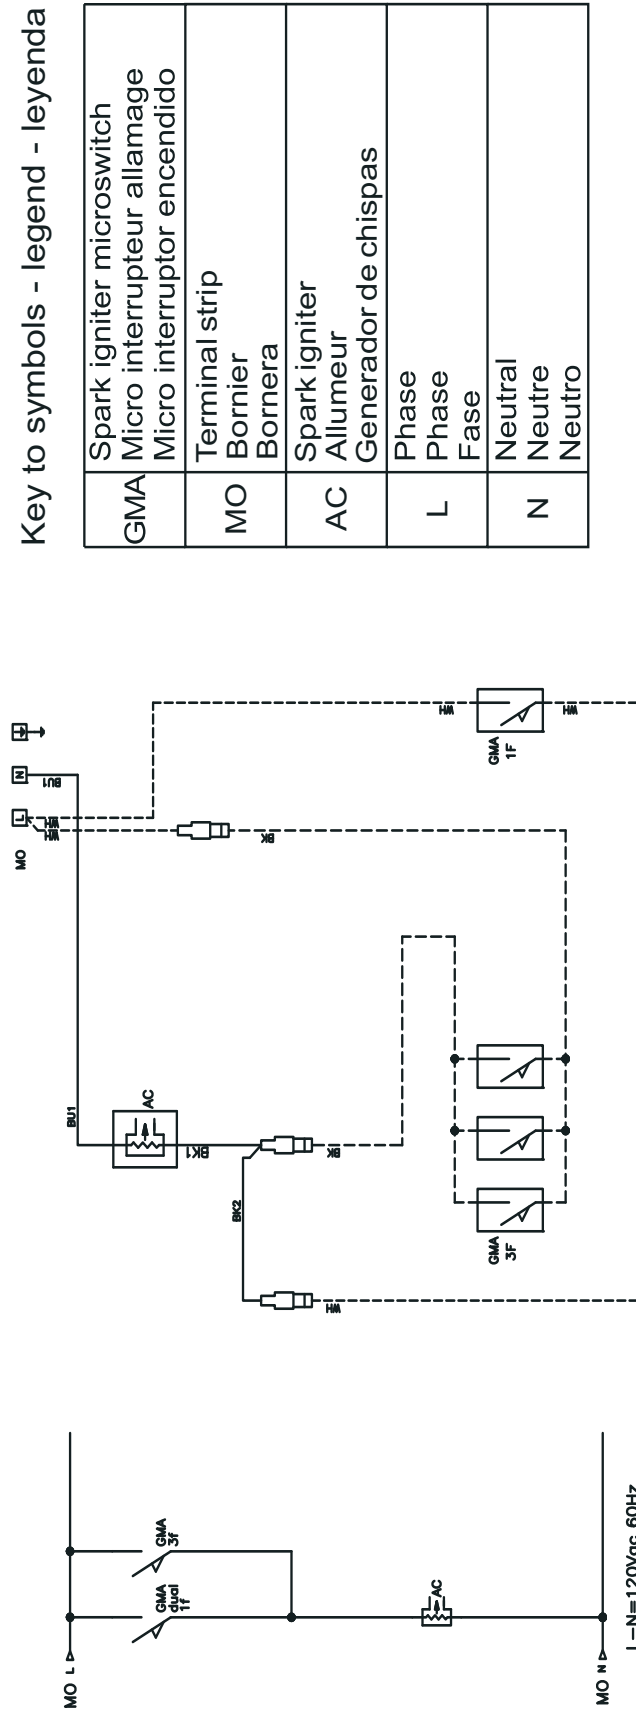 Key to symbols - legend - leyenda
GMA
Spark igniter microswitch
Micro interrupteur allamage
Micro interruptor encendido
MO
Terminal strip
Bornier
Bornera
AC
Spark igniter
Allumeur
Generador de chispas
L
Phase
Phase
Fase
N
Neutral
Neutre
Neutro
MO
L
N
BU1
WH
WH
WH
GMA
1F
WH
BK
BU1
AC
BK1
BK2
BK
WH
GMA
3F
MO L
GMA
dual
1f
GMA
3f
AC
MO N
L-N=120Vac 60Hz